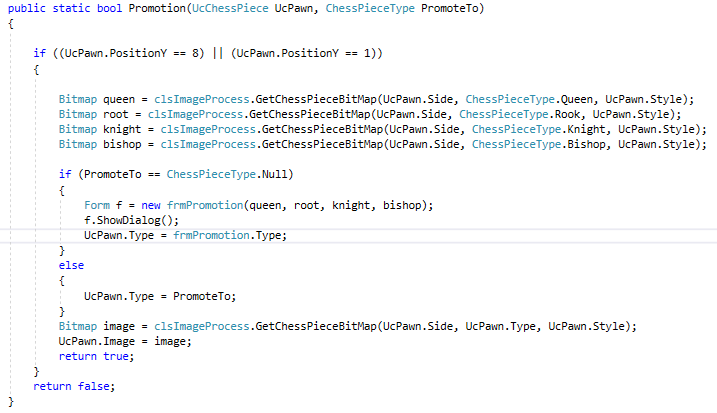 public static bool Promotion(UcChessPiece UcPawn, ChessPieceType PromoteTo)
{
if ((UcPawn.PositionY == 8) || (UcPawn.PositionY == 1))
{
Bitmap queen = clsImageProcess.GetChessPieceBitMap(UcPawn.Side, ChessPieceType.Queen, UcPawn.Style);
Bitmap root = clsImageProcess.GetChessPieceBitMap(UcPawn.Side, ChessPieceType.Rook, UcPawn.Style);
Bitmap knight = clsImageProcess.GetChessPieceBitMap(UcPawn.Side, ChessPieceType.Knight, UcPawn.Style);
Bitmap bishop = clsImageProcess.GetChessPieceBitMap(UcPawn.Side, ChessPieceType.Bishop, UcPawn.Style);
if (PromoteTo == ChessPieceType.Null)
{
Form f = new frmPromotion(queen, root, knight, bishop);
f.ShowDialog();
UcPawn.Type = frmPromotion.Type;
}
else
{
UcPawn.Type = PromoteTo;
}
Bitmap image = clsImageProcess.GetChessPieceBitMap(UcPawn.Side, UcPawn.Type, UcPawn.Style);
UcPawn.Image = image;
return true;
}
return false;
}